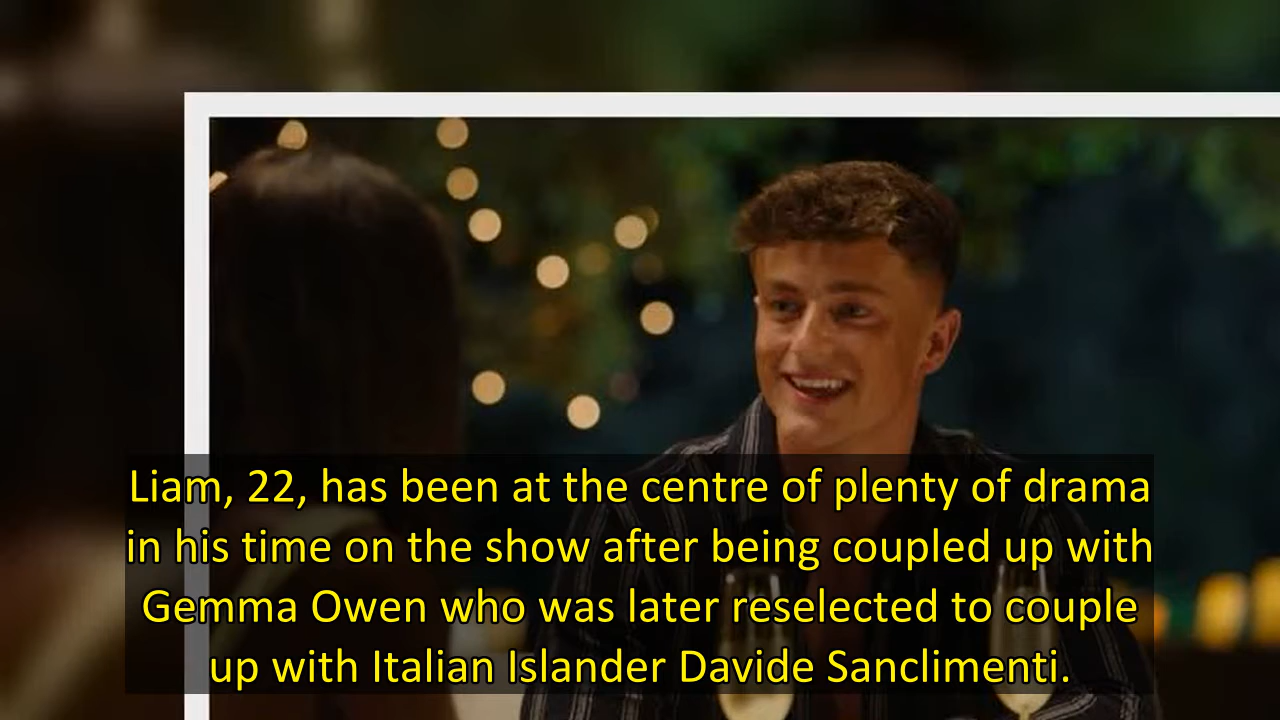 Liam, 22, has been at the centre of plenty of drama
in his time on the show after being coupled up with
Gemma Owen who was later reselected to couple
up with Italian Islander Davide Sanclimenti.